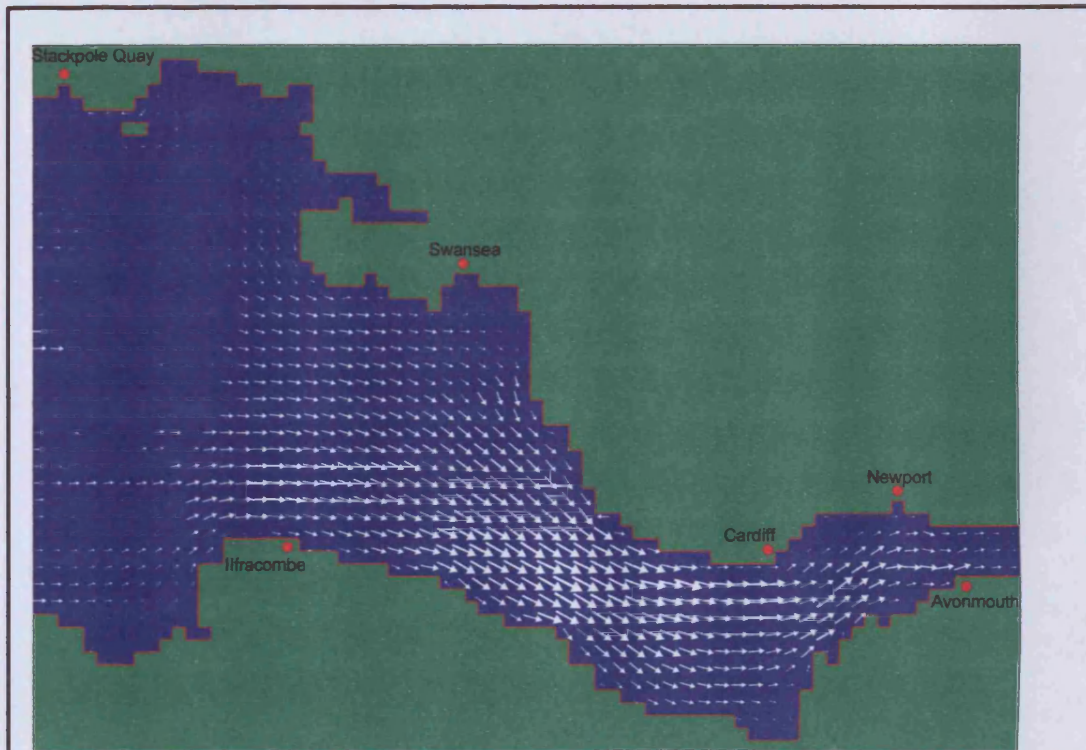 Stackpole Quay
Swansea
Newport
Cardiff
Ilfracombe
Avonmouth